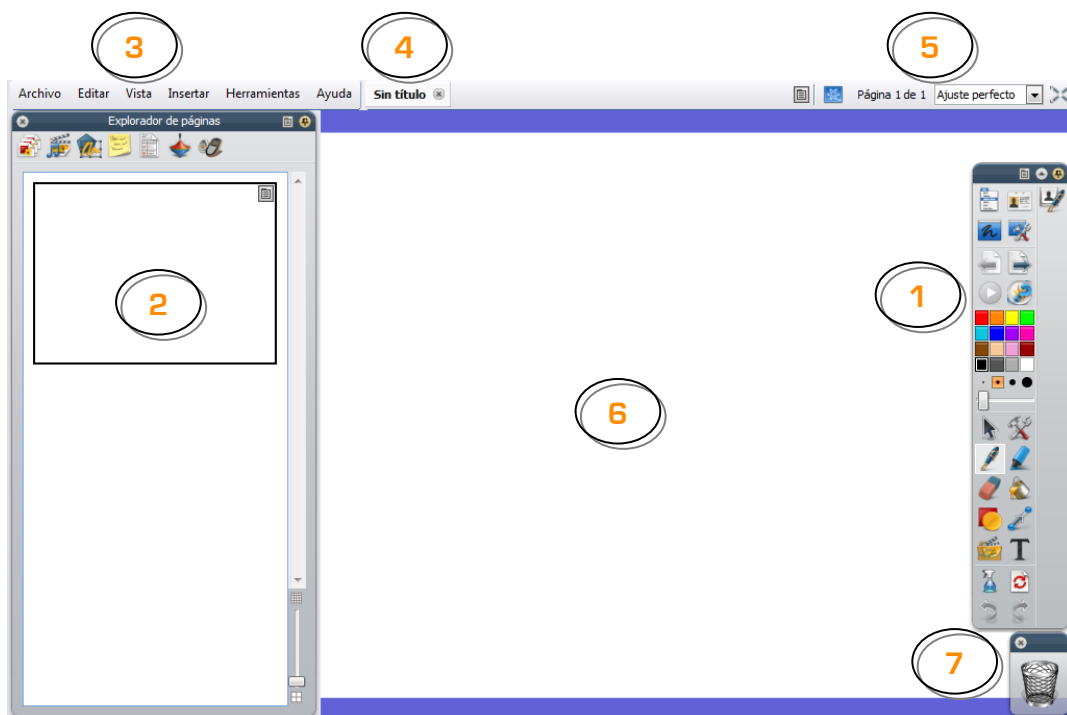 3
4
5
Archivo Editar Vista Insertar Herramientas Ayuda Sin título Página 1 de 1 Ajuste perfecto
Explorador de páginas
2
1
6
T
7